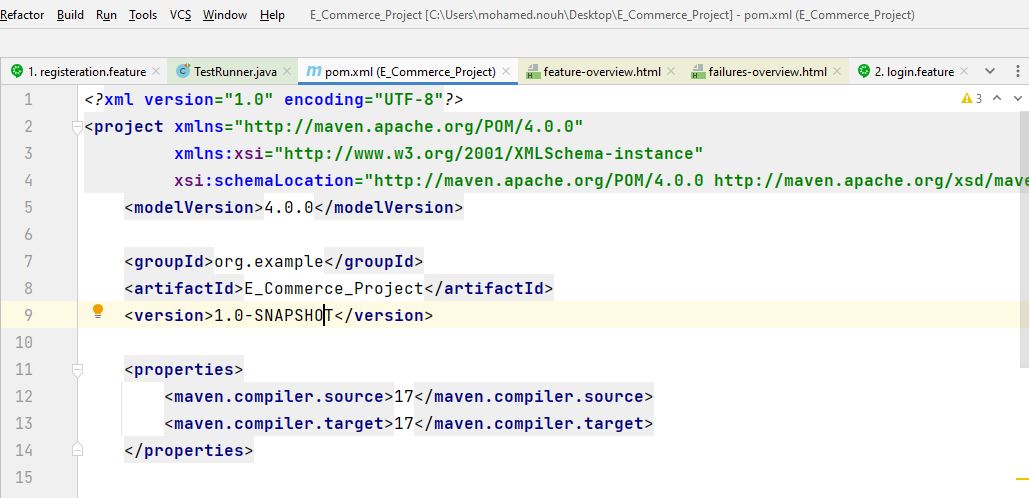 Refactor Build Run Tools VCS Window Help E_Commerce_Project [C:\Users\mohamed.nouh\Desktop\E_Commerce_Project] - pom.xml (E_Commerce_Project)
1. registeration.feature TestRunner.java pom.xml (E_Commerce_Project) feature-overview.html failures-overview.html 2. login.feature
1 <?xml version="1.0" encoding="UTF-8"?> 3
2 <project xmlns="http://maven.apache.org/POM/4.0.0"
3 xmlns:xsi="http://www.w3.org/2001/XMLSchema-instance"
4 xsi:schemaLocation="http://maven.apache.org/POM/4.0.0 http://maven.apache.org/xsd/mave
5 <modelVersion>4.0.0</modelVersion>
6
7 <groupId>org.example</groupId>
8 <artifactId>E_Commerce_Project</artifactId>
9 <version>1.0-SNAPSHOT</version>
10
11 <properties>
12 <maven.compiler.source>17</maven.compiler.source>
13 <maven.compiler.target>17</maven.compiler.target>
14 </properties>
15